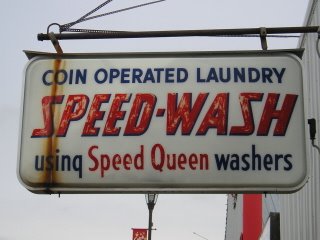 COIN OPERATED LAUNDRY
SPEED-WASH
using Speed Queen washers